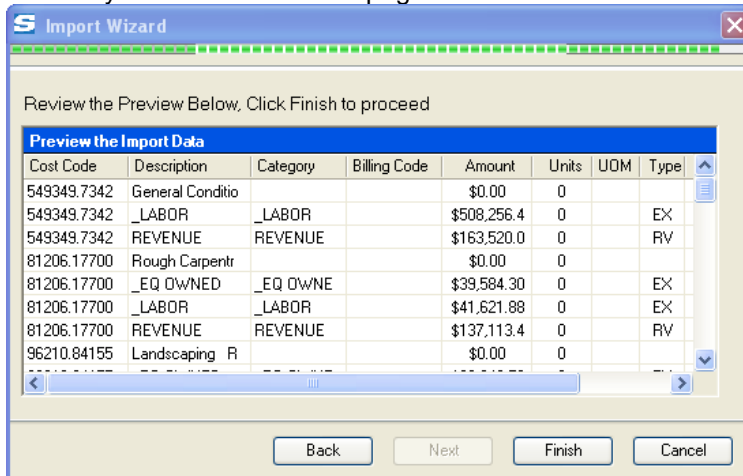 S Import Wizard
Review the Preview Below, Click Finish to proceed
Preview the Import Data
Cost Code Description Category Billing Code Amount Units UOM Type
549349.7342 General Conditio $0.00 0
549349.7342 _LABOR _LABOR $508,256.4 0 EX
549349.7342 REVENUE REVENUE $163,520.0 0 RV
81206.17700 Rough Carpentr $0.00 0
81206.17700 _EQ OWNED _EQ OWNE $39,584.30 0 EX
81206.17700 _LABOR _LABOR $41,621.88 0 EX
81206.17700 REVENUE REVENUE $137,113.4 0 RV
96210.84155 Landscaping R $0.00 0
Back Next Finish Cancel